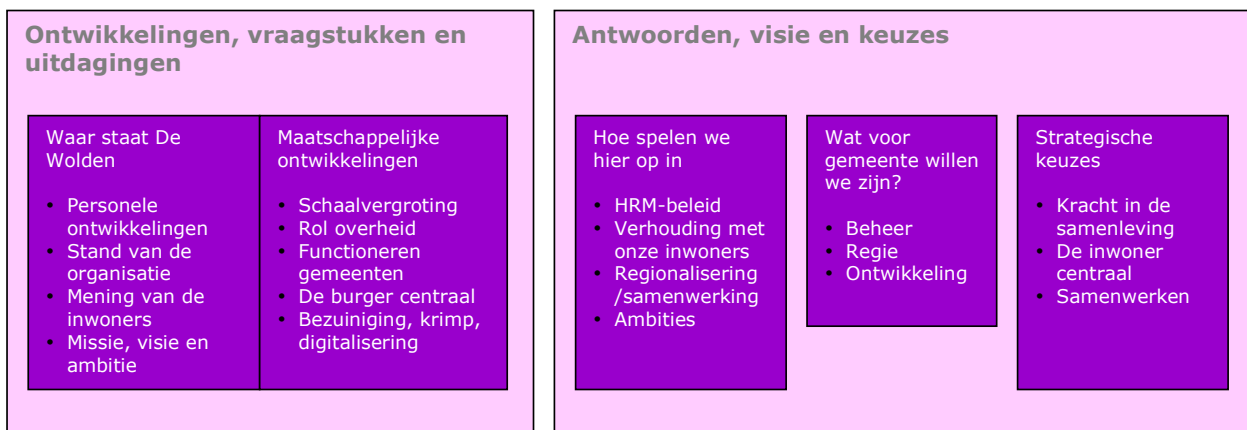 Ontwikkelingen, vraagstukken en
uitdagingen
Waar staat De
Wolden
• Personele
ontwikkelingen
• Stand van de
organisatie
• Mening van de
inwoners
• Missie, visie en
ambitie
Maatschappelijke
ontwikkelingen
• Schaalvergroting
• Rol overheid
• Functioneren
gemeenten
• De burger centraal
• Bezuiniging, krimp,
digitalisering
Antwoorden, visie en keuzes
Hoe spelen we
hier op in
• HRM-beleid
• Verhouding met
onze inwoners
• Regionalisering
/samenwerking
• Ambities
Wat voor
gemeente willen
we zijn?
• Beheer
• Regie
• Ontwikkeling
Strategische
keuzes
• Kracht in de
samenleving
• De inwoner
centraal
• Samenwerken